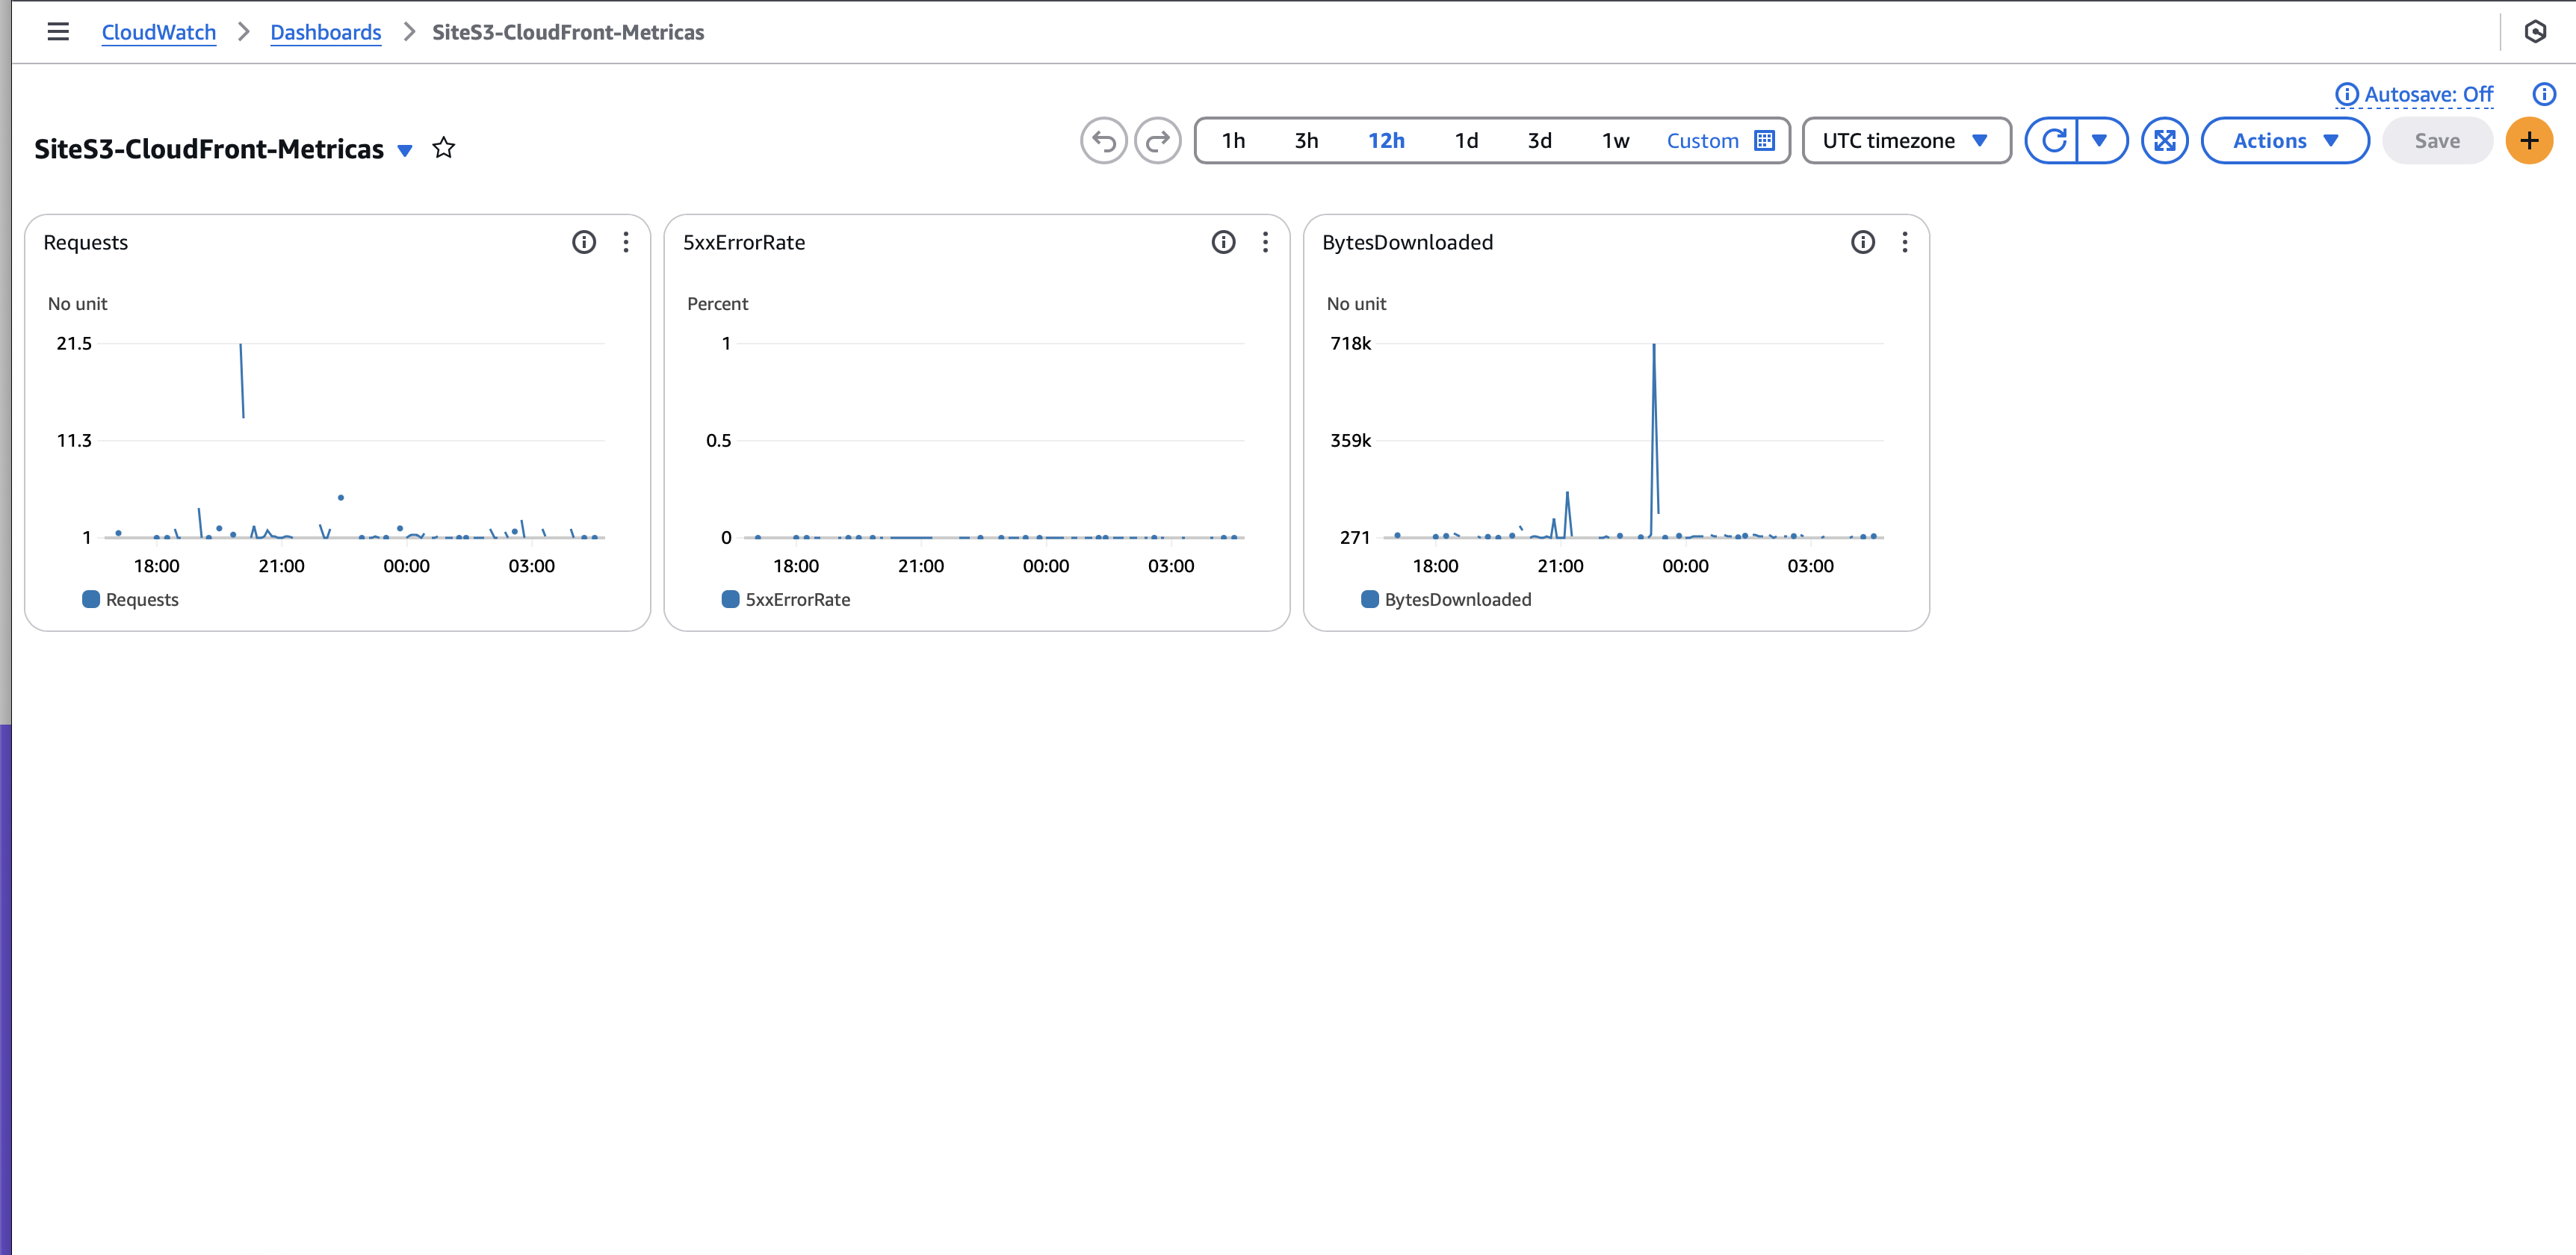 CloudWatch > Dashboards > SiteS3-CloudFront-Metricas
Autosave: Off
SiteS3-CloudFront-Metricas
1h 3h 12h 1d 3d 1w Custom UTC timezone Actions Save
Requests
No unit
21.5
11.3
1
18:00 21:00 00:00 03:00
Requests
5xxErrorRate
Percent
1
0.5
0
18:00 21:00 00:00 03:00
5xxErrorRate
BytesDownloaded
No unit
718k
359k
271
18:00 21:00 00:00 03:00
BytesDownloaded